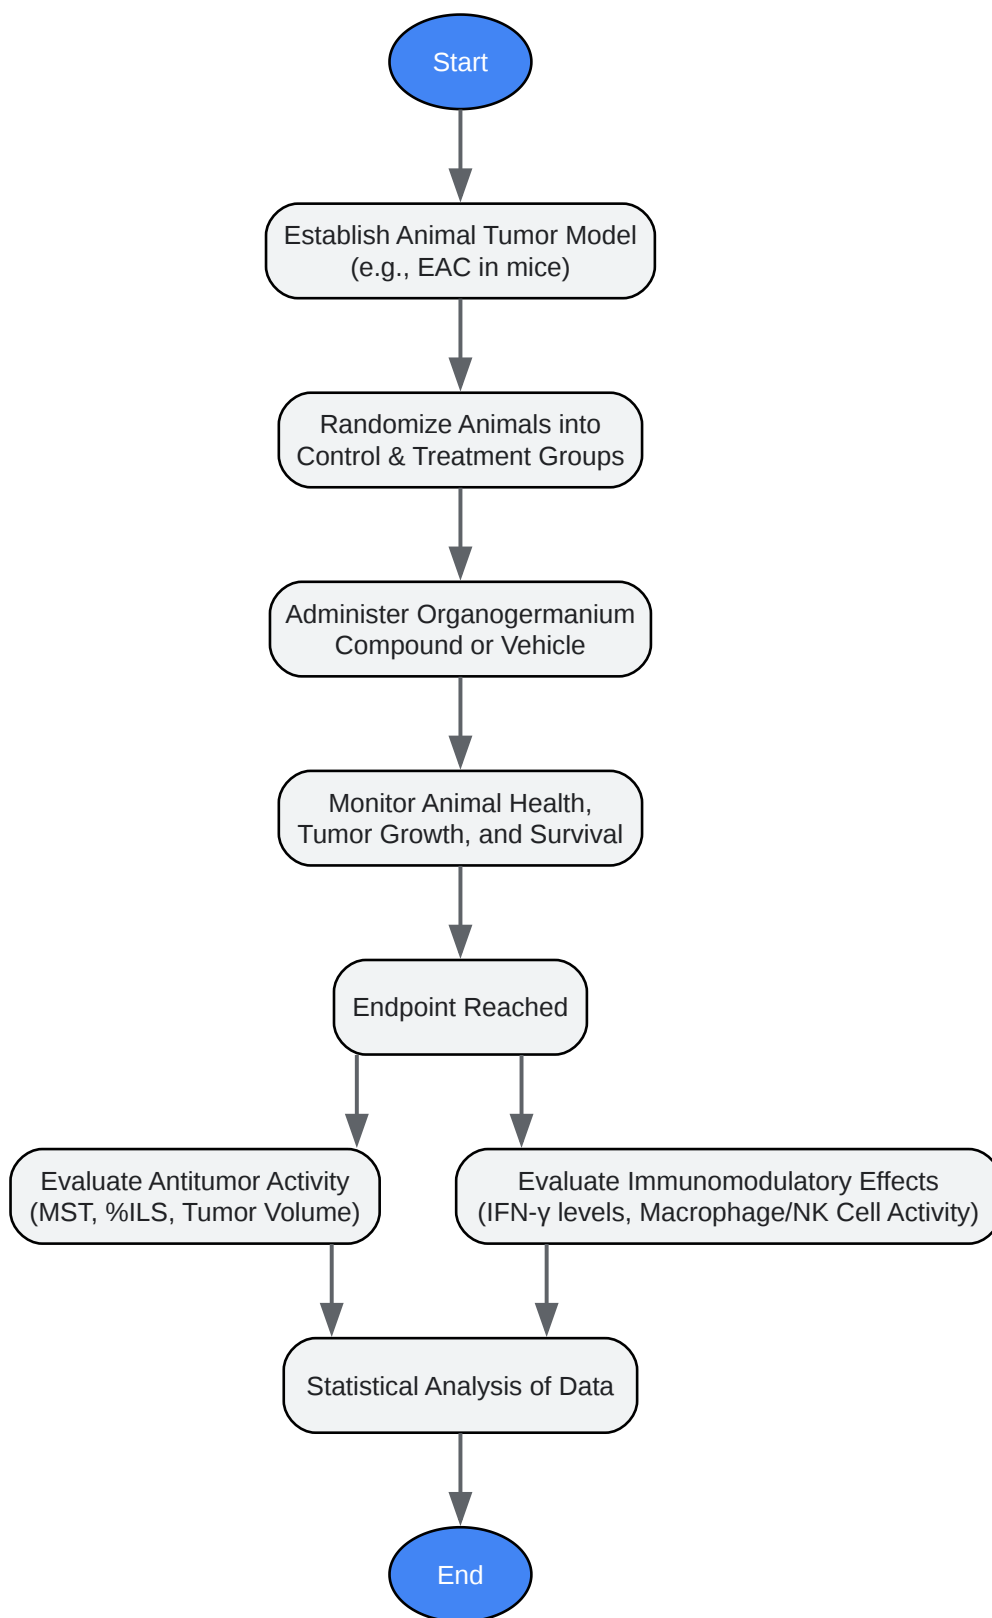 Start
Establish Animal Tumor Model
(e.g., EAC in mice)
Randomize Animals into
Control & Treatment Groups
Administer Organogermanium
Compound or Vehicle
Monitor Animal Health,
Tumor Growth, and Survival
Endpoint Reached
Evaluate Antitumor Activity
(MST, %ILS, Tumor Volume)
Evaluate Immunomodulatory Effects
(IFN-γ levels, Macrophage/NK Cell Activity)
Statistical Analysis of Data
End